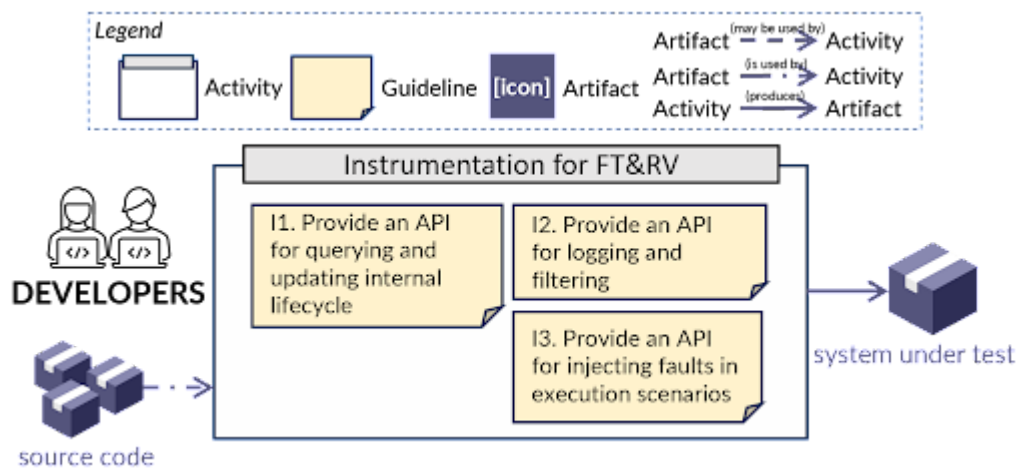 Legend
Activity
Guideline
[icon]
Artifact
Artifact (may be used by) Activity
Artifact (is used by) Activity
Activity (produces) Artifact
Instrumentation for FT&RV
I1. Provide an API
for querying and
updating internal
lifecycle
I2. Provide an API
for logging and
filtering
I3. Provide an API
for injecting faults in
execution scenarios
</>
</>
DEVELOPERS
source code
system under test